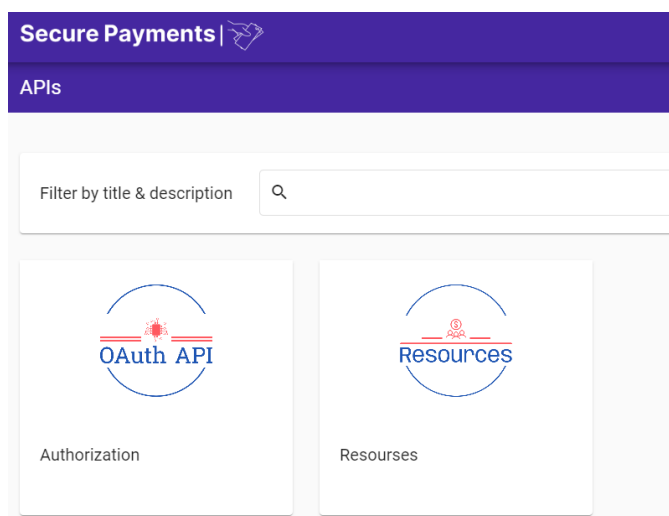 Secure Payments|
APIs
Filter by title & description
OAuth API
Resources
Authorization
Resourses